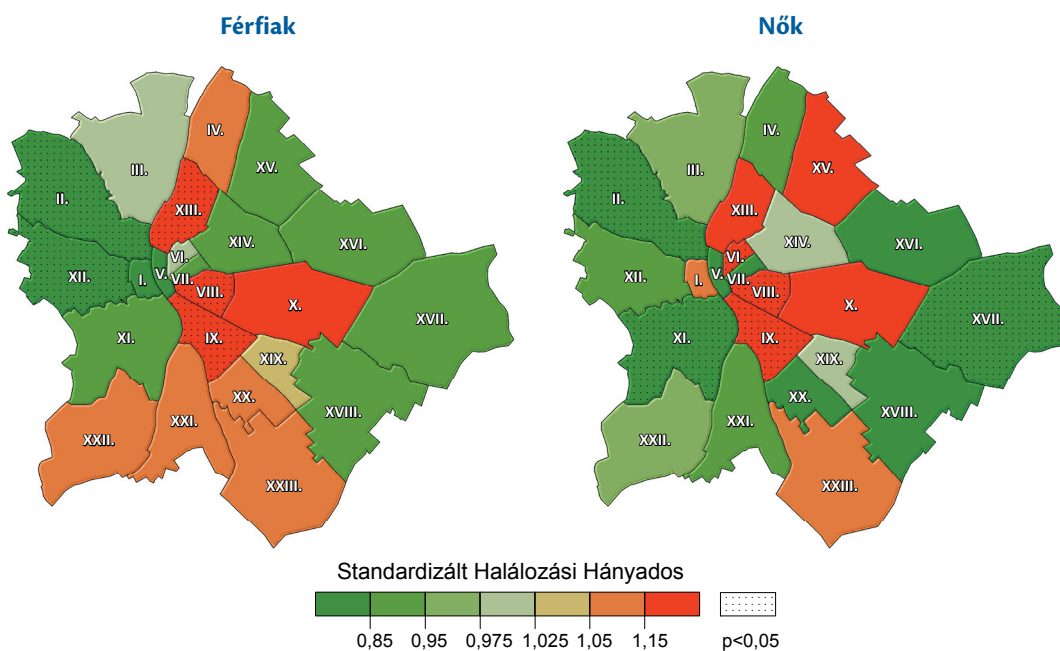 Férfiak
Nők
IV.
III.
XV.
II.
XIII.
XIV.
XVI.
VI.
XII.
I.
V.
VII.
VIII.
X.
XVII.
XI.
IX.
XIX.
XX.
XVIII.
XXII.
XXI.
XXIII.
IV.
III.
XV.
II.
XIII.
XIV.
XVI.
VI.
XII.
I.
V.
VII.
VIII.
X.
XVII.
XI.
IX.
XIX.
XX.
XVIII.
XXII.
XXI.
XXIII.
Standardizált Halálozási Hányados
0,85 0,95 0,975 1,025 1,05 1,15 p<0,05